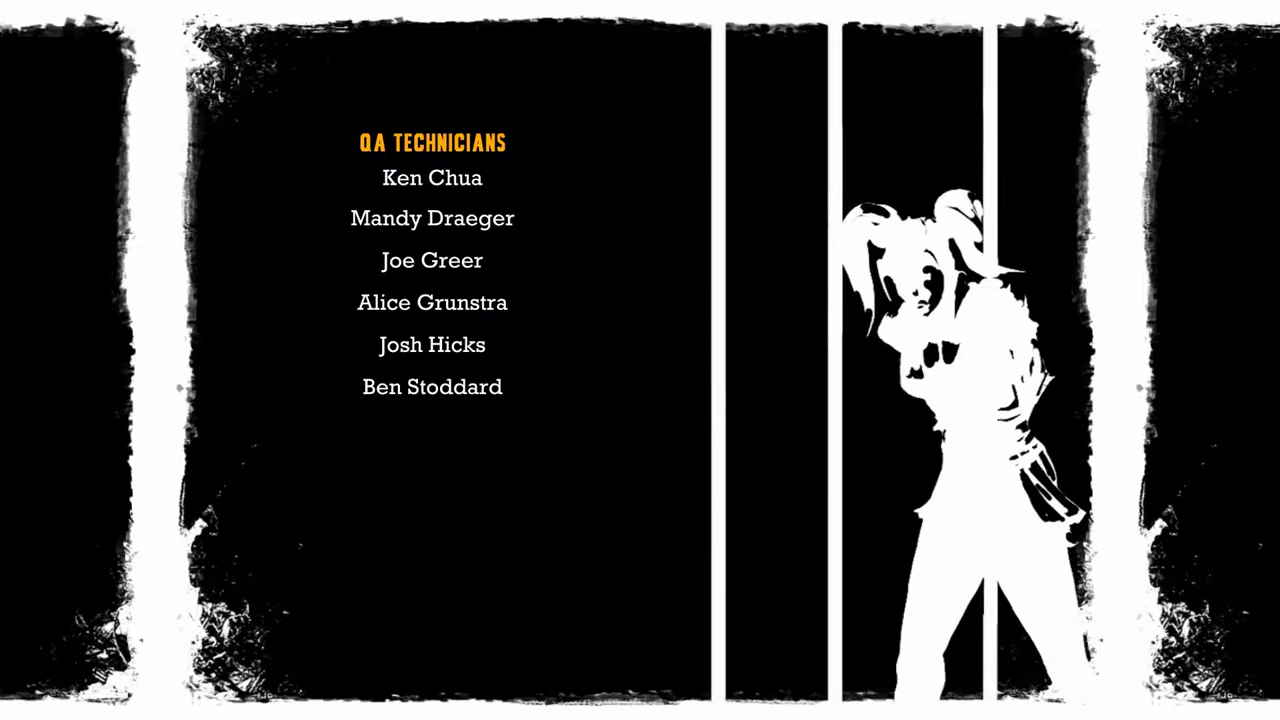 QA TECHNICIANS
Ken Chua
Mandy Draeger
Joe Greer
Alice Grunstra
Josh Hicks
Ben Stoddard